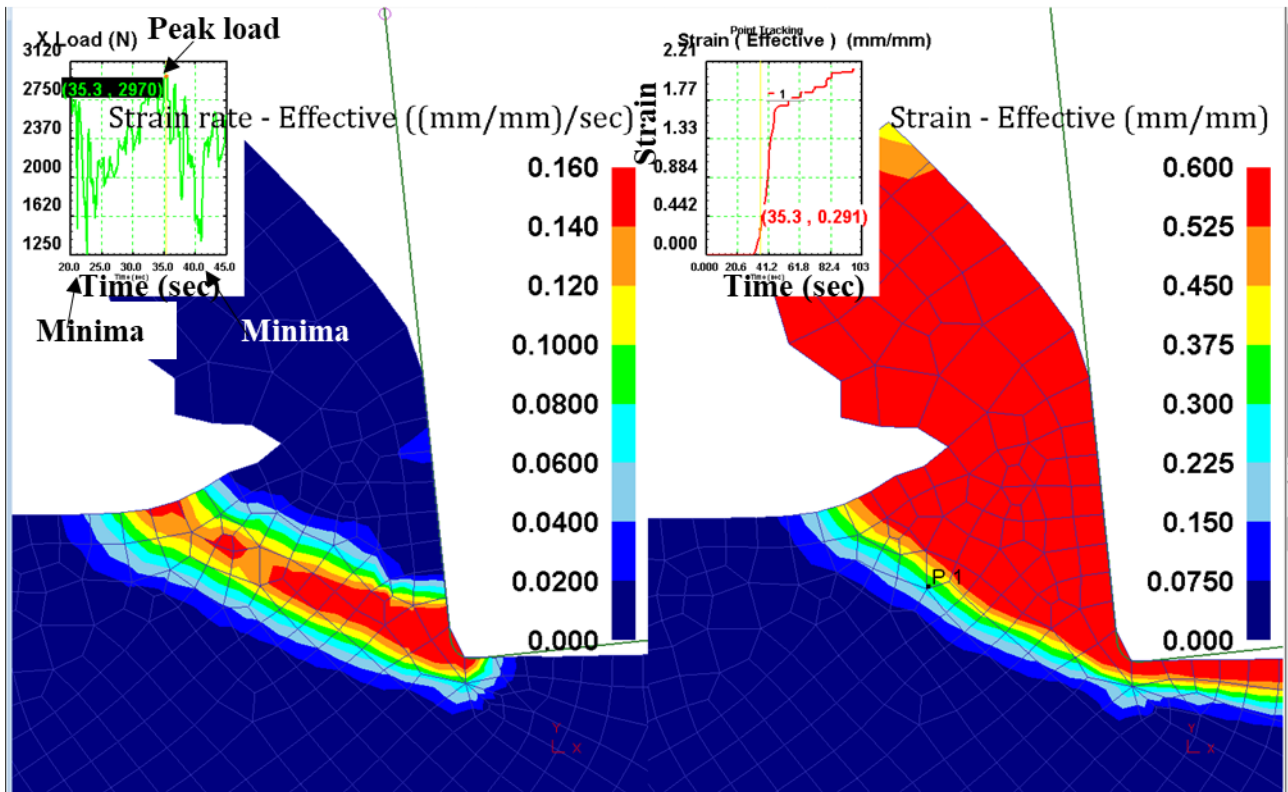 Peak load
X Load (N)
3120
2750
2370
2000
1620
1250
(35.3 , 2970)
20.0 25.0 30.0 35.0 40.0 45.0
Time (sec)
Time (sec)
Minima
Minima
Strain rate - Effective ((mm/mm)/sec)
0.160
0.140
0.120
0.1000
0.0800
0.0600
0.0400
0.0200
0.000
Y
X
Point Tracking
Strain ( Effective ) (mm/mm)
Strain
2.21
1.77
1.33
0.884
0.442
0.000
1
(35.3 , 0.291)
0.000 20.6 41.2 61.8 82.4 103
Time (sec)
Time (sec)
Strain - Effective (mm/mm)
0.600
0.525
0.450
0.375
0.300
0.225
0.150
0.0750
0.000
P 1
Y
X